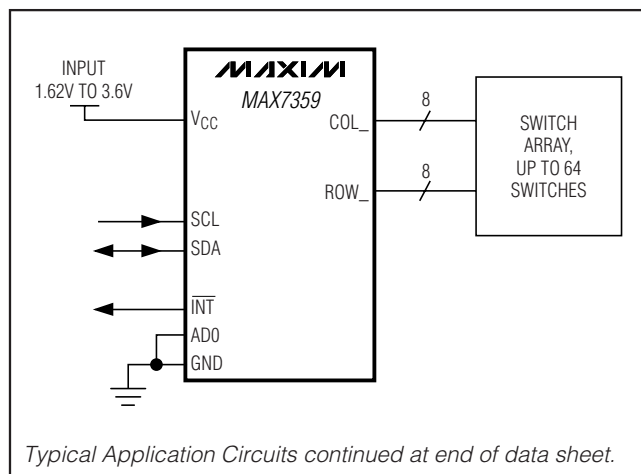 INPUT
1.62V TO 3.6V
MAXIM
MAX7359
VCC
COL_
8
ROW_
8
SWITCH
ARRAY,
UP TO 64
SWITCHES
SCL
SDA
INT
AD0
GND
Typical Application Circuits continued at end of data sheet.